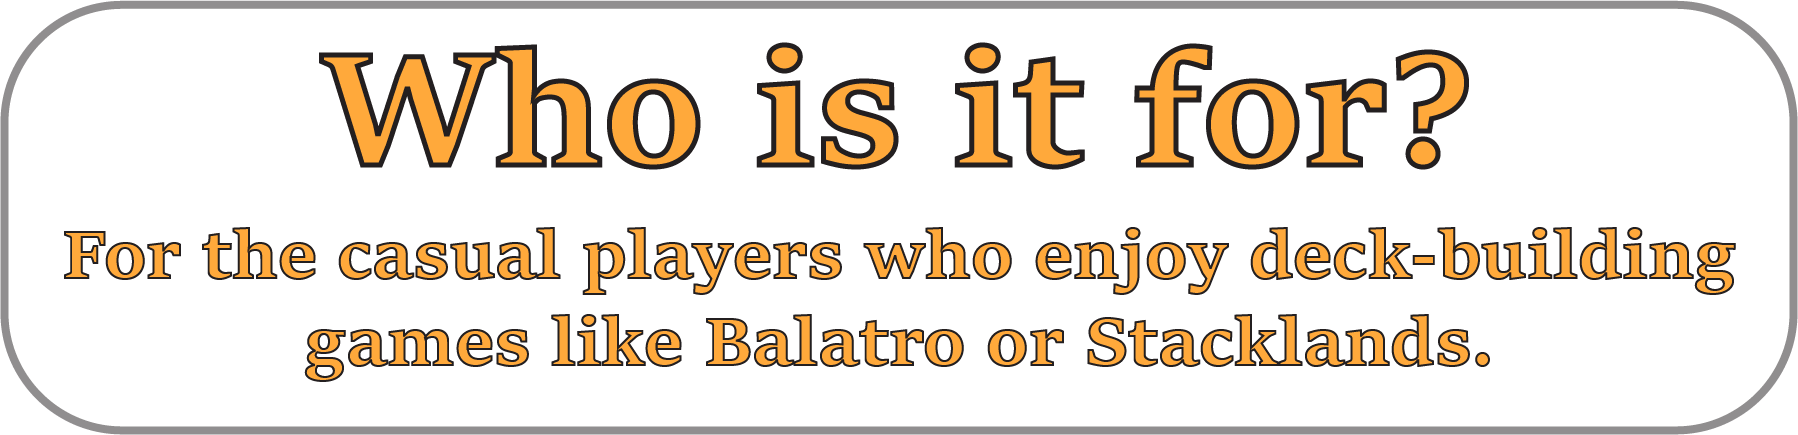 Who is it for?
For the casual players who enjoy deck-building
games like Balatro or Stacklands.